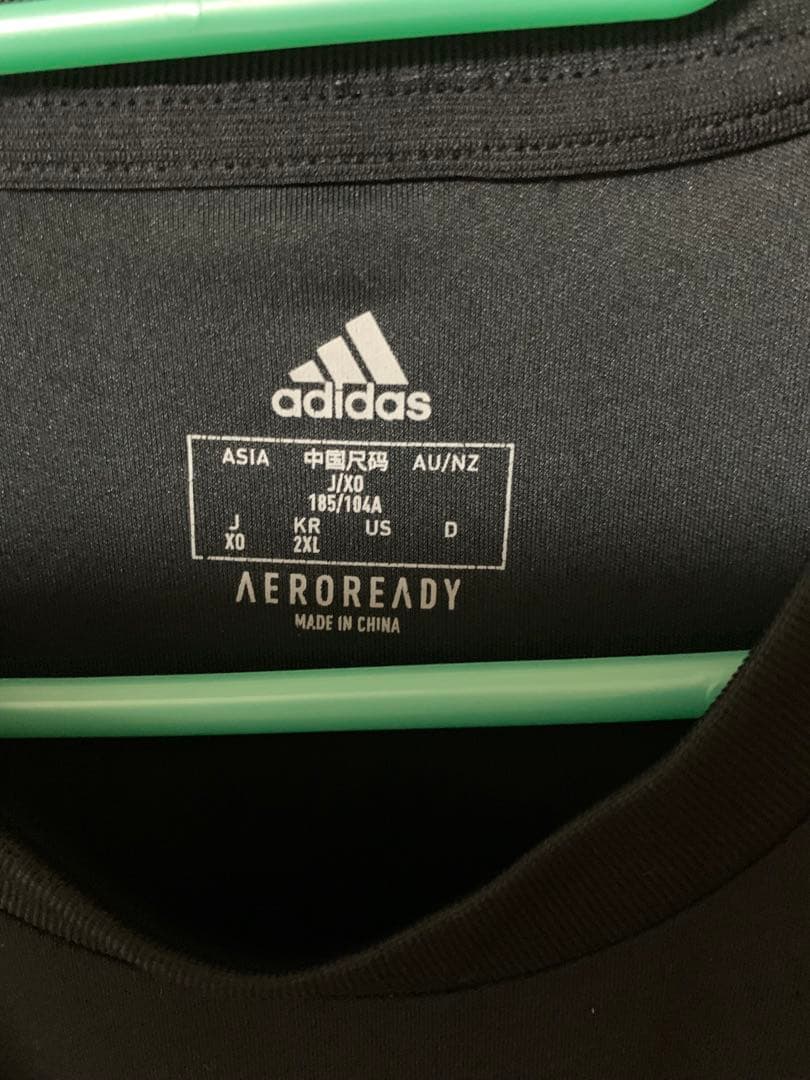 adidas
ASIA 中国尺码 AU/NZ
J/XO
185/104A
J KR US D
XO 2XL
AEROREADY
MADE IN CHINA